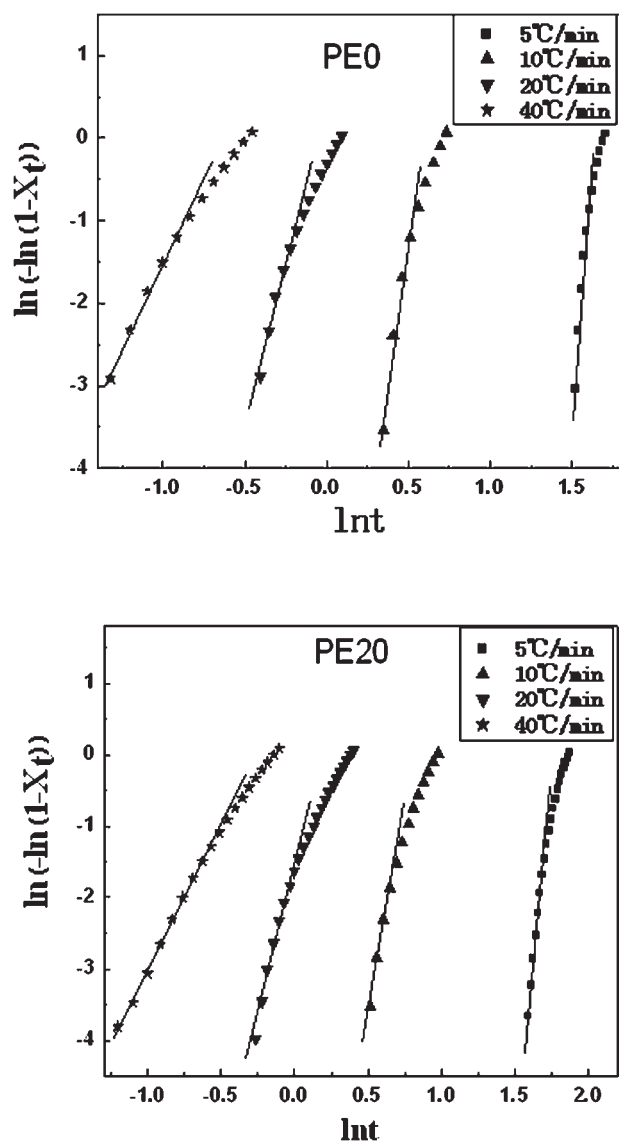 PE0
5℃/min
10℃/min
20℃/min
40℃/min
1
0
-1
-2
-3
-4
ln(-ln(1-Xt))
-1.0 -0.5 0.0 0.5 1.0 1.5
lnt
PE20
5℃/min
10℃/min
20℃/min
40℃/min
1
0
-1
-2
-3
-4
ln(-ln(1-Xt))
-1.0 -0.5 0.0 0.5 1.0 1.5 2.0
lnt